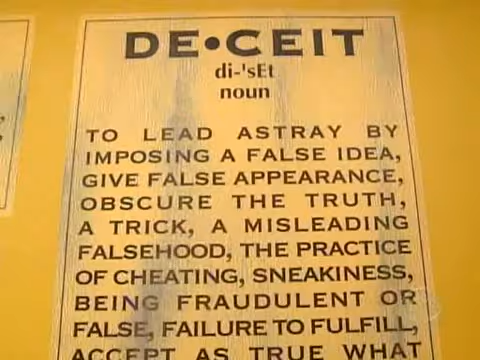 DE•CEIT
di-'sEt
noun
TO LEAD ASTRAY BY
IMPOSING A FALSE IDEA,
GIVE FALSE APPEARANCE,
OBSCURE THE TRUTH,
A TRICK, A MISLEADING
FALSEHOOD, THE PRACTICE
OF CHEATING, SNEAKINESS,
BEING FRAUDULENT OR
FALSE, FAILURE TO FULFILL,
ACCEPT AS TRUE WHAT